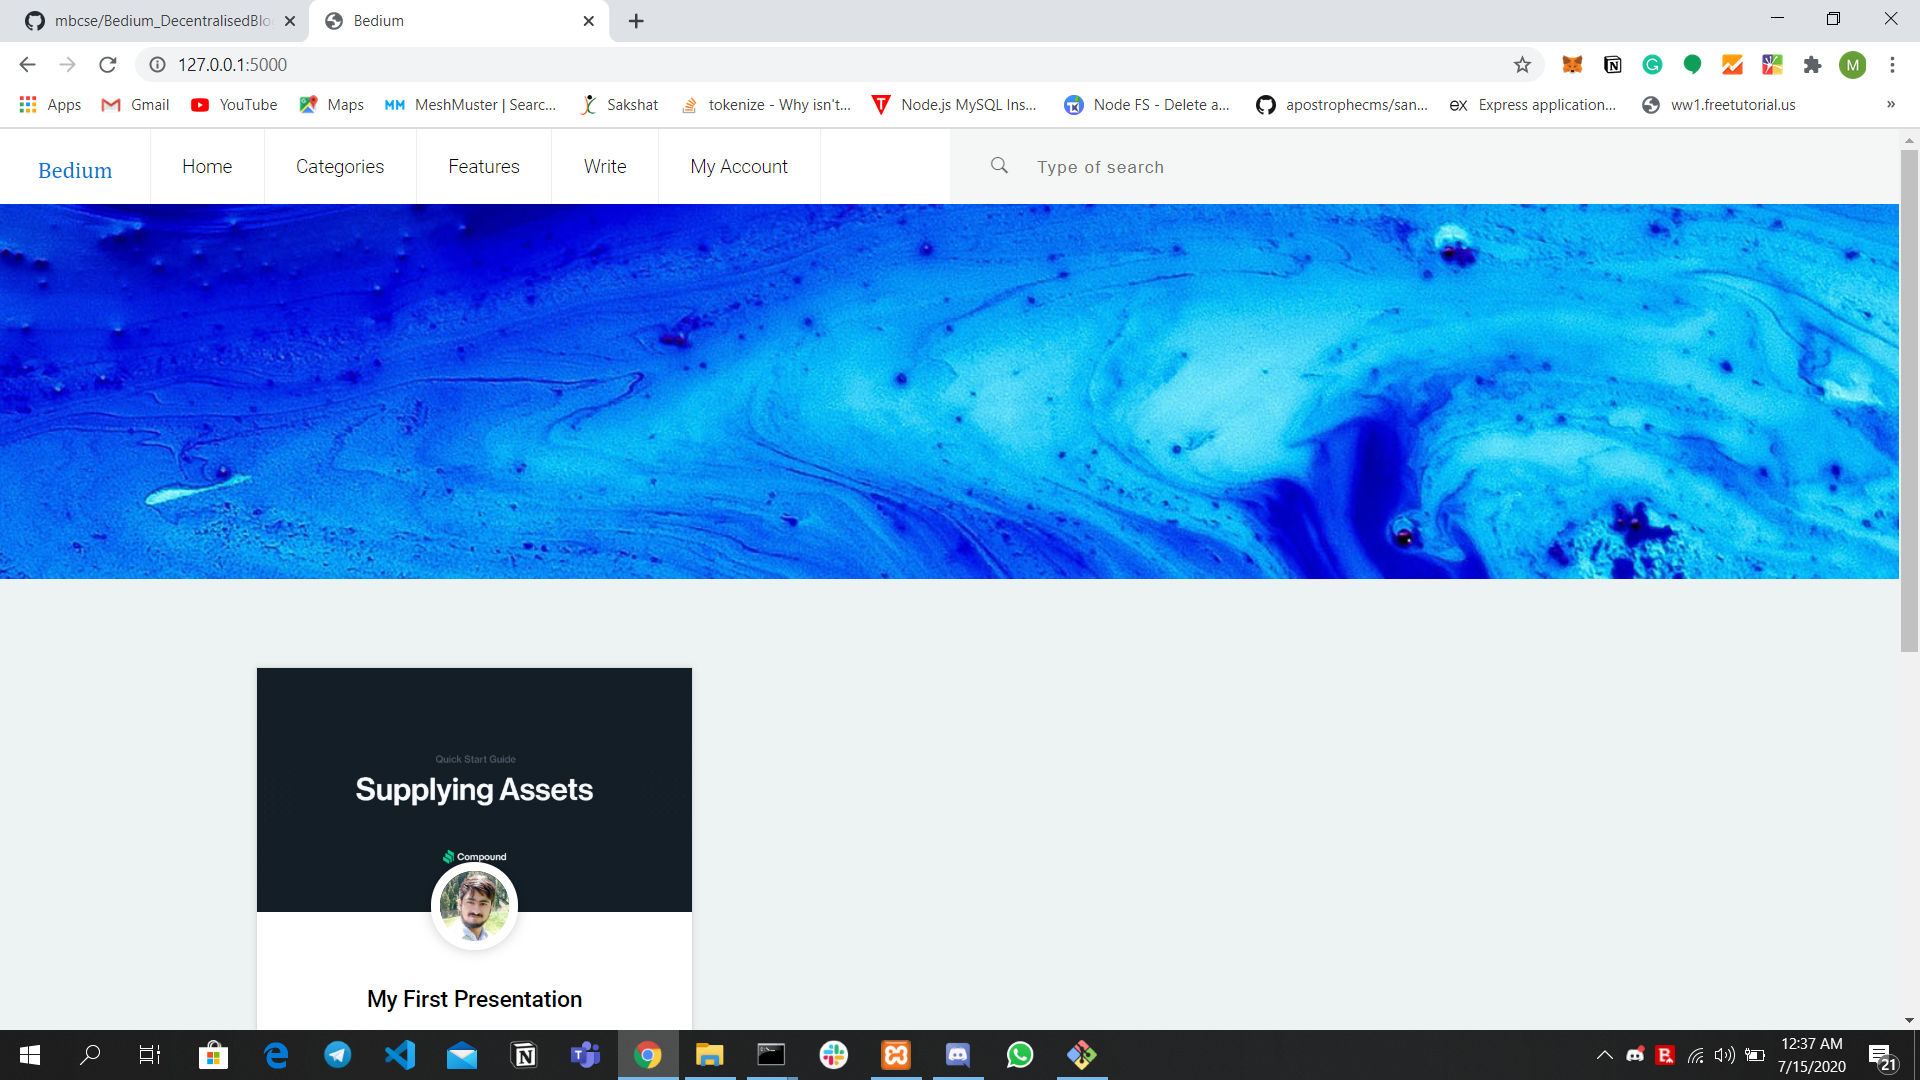 mbcse/Bedium_DecentralisedBlo
Bedium
127.0.0.1:5000
M
Apps
Gmail
YouTube
Maps
MM MeshMuster | Searc...
Sakshat
tokenize - Why isn't...
Node.js MySQL Ins...
Node FS - Delete a...
apostrophecms/san...
ex Express application...
ww1.freetutorial.us
»
Bedium
Home
Categories
Features
Write
My Account
Type of search
Quick Start Guide
Supplying Assets
Compound
My First Presentation
12:37 AM
7/15/2020
21